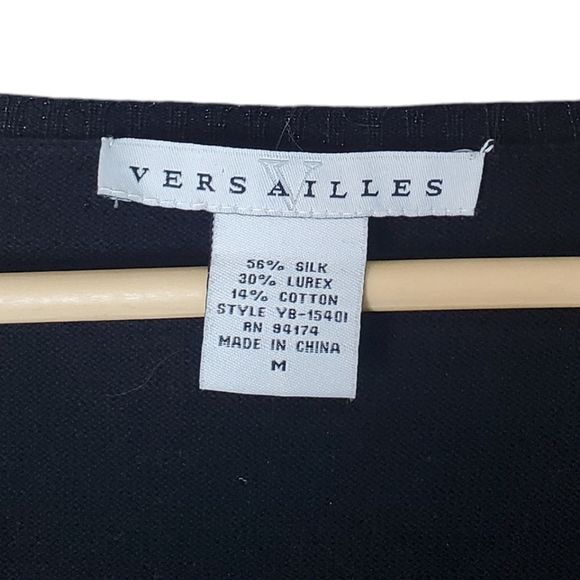 VERSAILLES
56% SILK
30% LUREX
14% COTTON
STYLE YB-15401
RN 94174
MADE IN CHINA
M